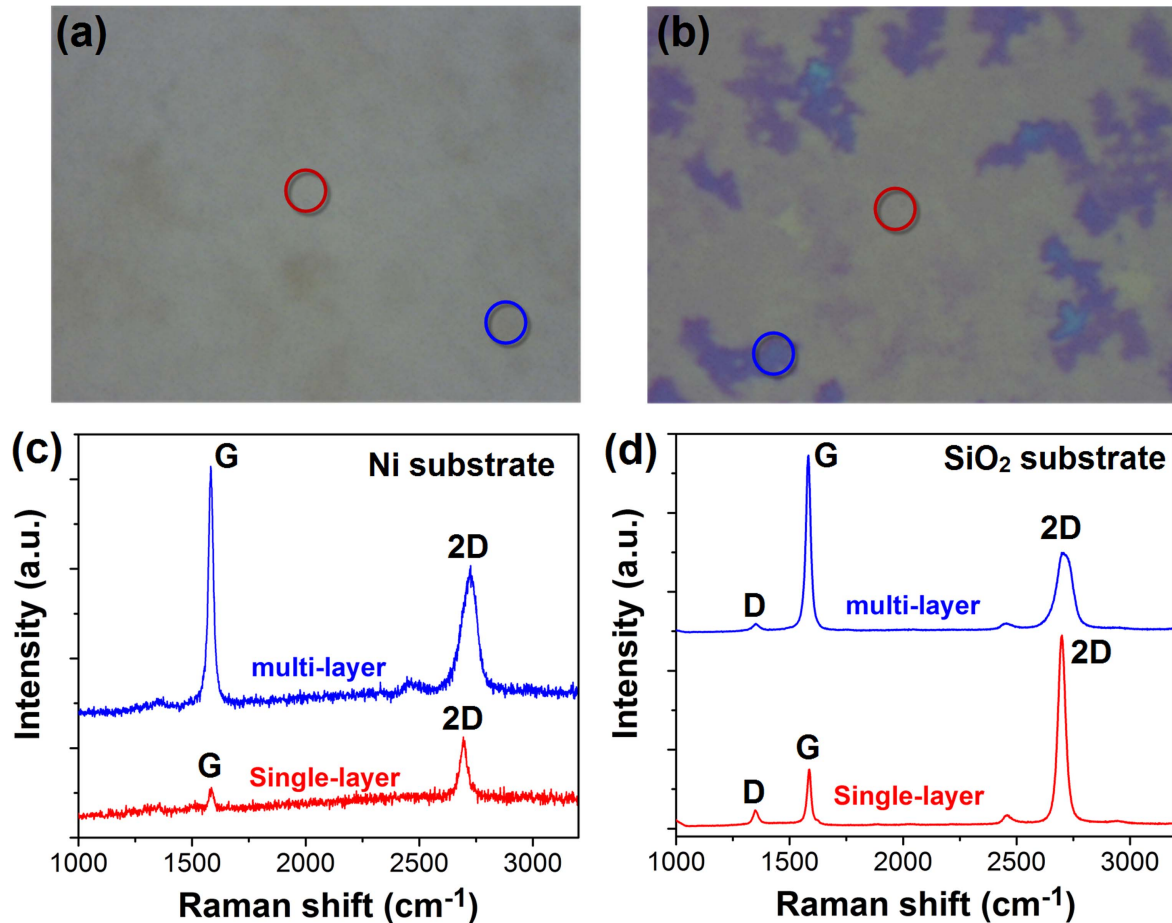 (a)
(b)
(c)
G
Ni substrate
2D
multi-layer
2D
G
Single-layer
Intensity (a.u.)
1000 1500 2000 2500 3000
Raman shift (cm⁻¹)
(d)
G
SiO₂ substrate
2D
D
multi-layer
2D
G
D
Single-layer
Intensity (a.u.)
1000 1500 2000 2500 3000
Raman shift (cm⁻¹)